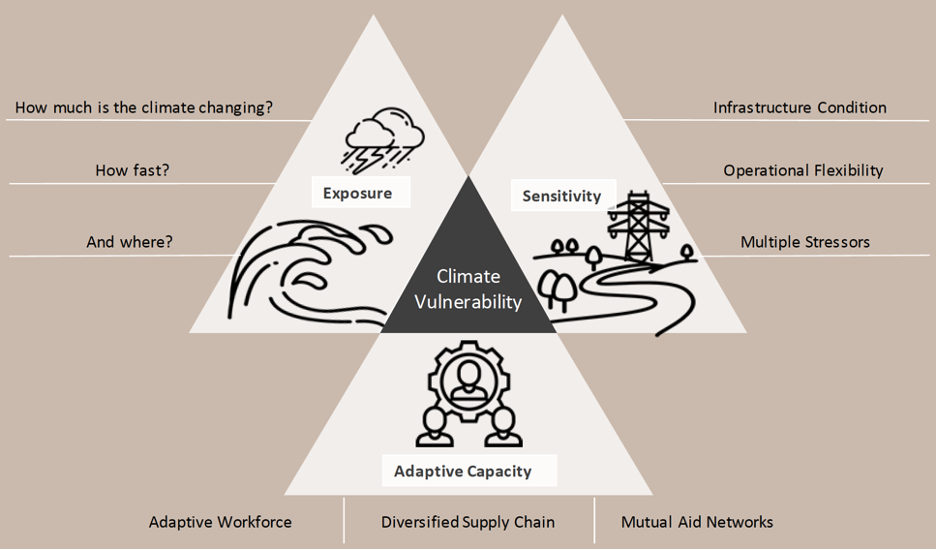 How much is the climate changing?
How fast?
And where?
Exposure
Sensitivity
Infrastructure Condition
Operational Flexibility
Multiple Stressors
Climate
Vulnerability
Adaptive Capacity
Adaptive Workforce
Diversified Supply Chain
Mutual Aid Networks